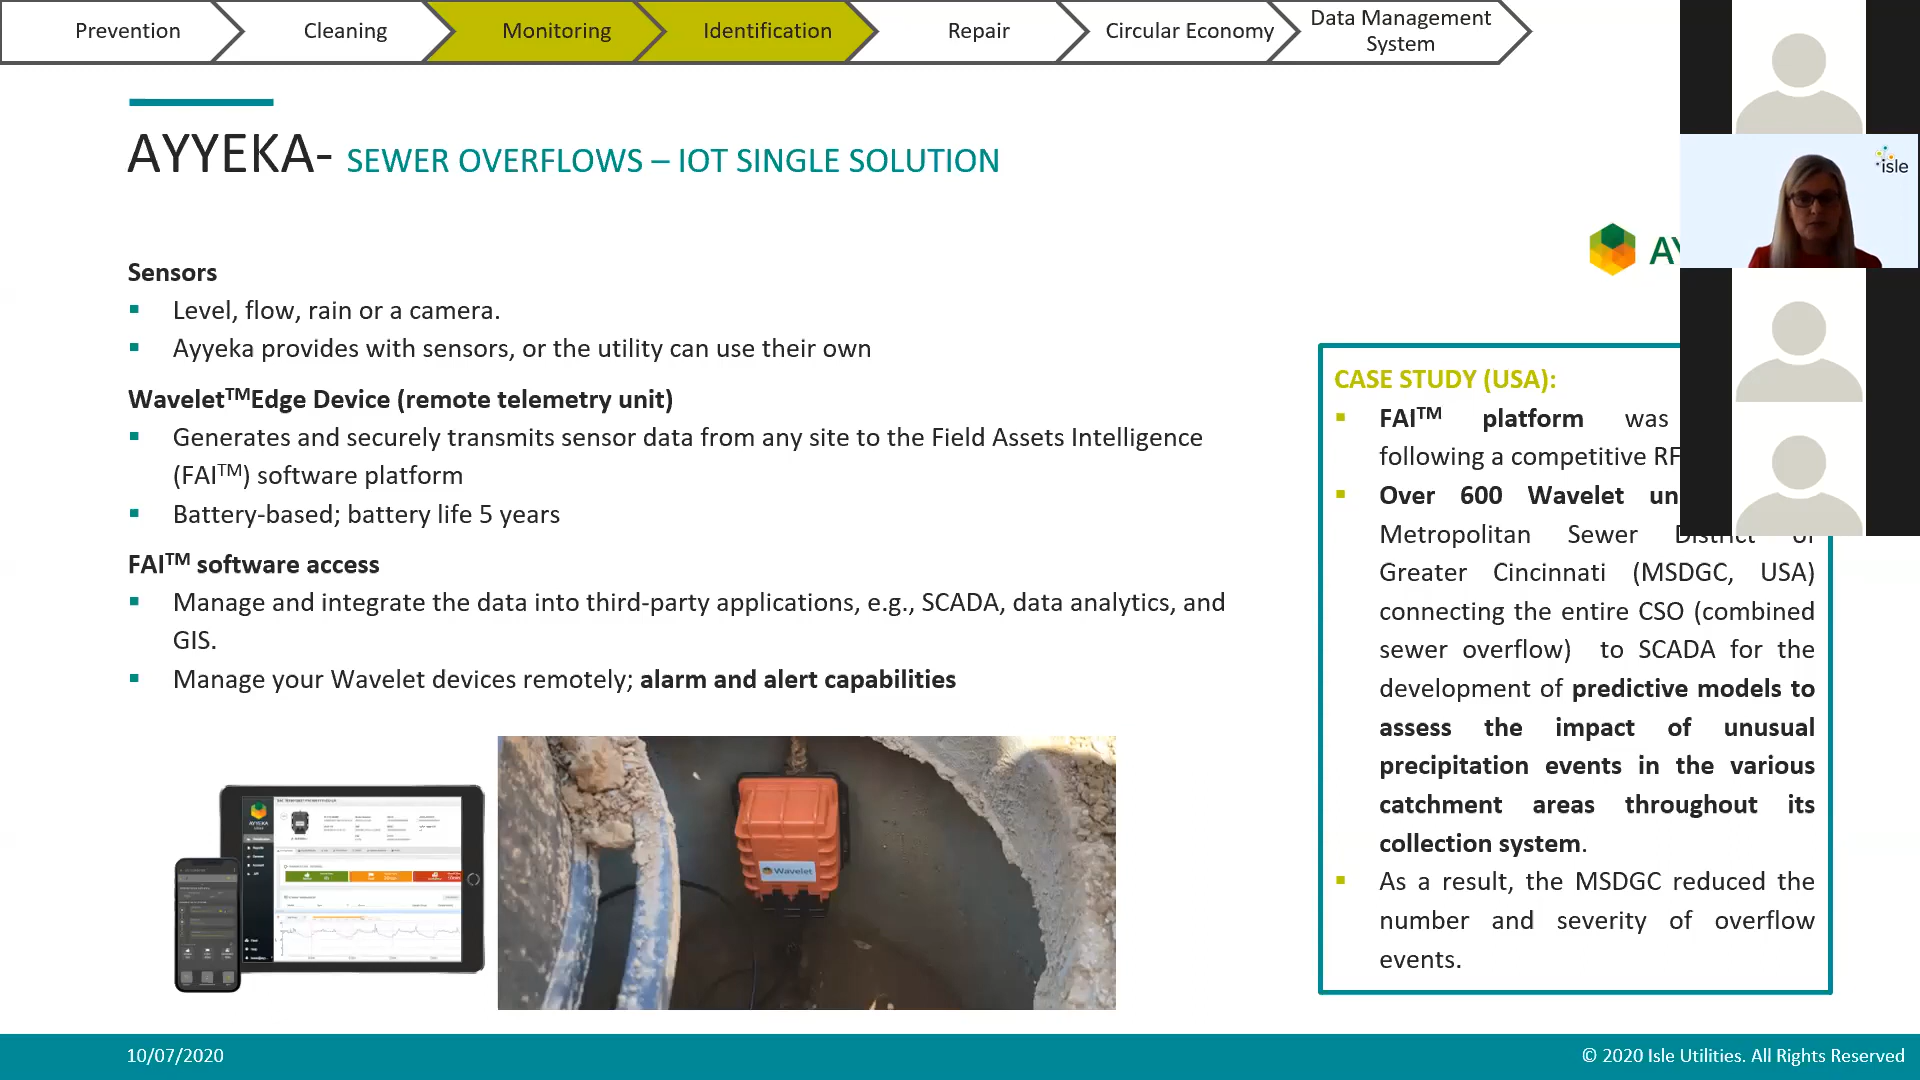 Prevention
Cleaning
Monitoring
Identification
Repair
Circular Economy
Data Management
System
AYYEKA- SEWER OVERFLOWS – IOT SINGLE SOLUTION
isle
Sensors
Level, flow, rain or a camera.
Ayyeka provides with sensors, or the utility can use their own
Wavelet™Edge Device (remote telemetry unit)
Generates and securely transmits sensor data from any site to the Field Assets Intelligence
(FAI™) software platform
Battery-based; battery life 5 years
FAI™ software access
Manage and integrate the data into third-party applications, e.g., SCADA, data analytics, and
GIS.
Manage your Wavelet devices remotely; alarm and alert capabilities
AYYEKA
Wavelet
CASE STUDY (USA):
FAI™ platform was
following a competitive
Over 600 Wavelet
Metropolitan Sewer District of
Greater Cincinnati (MSDGC, USA)
connecting the entire CSO (combined
sewer overflow) to SCADA for the
development of predictive models to
assess the impact of unusual
precipitation events in the various
catchment areas throughout its
collection system.
As a result, the MSDGC reduced the
number and severity of overflow
events.
10/07/2020
© 2020 Isle Utilities. All Rights Reserved